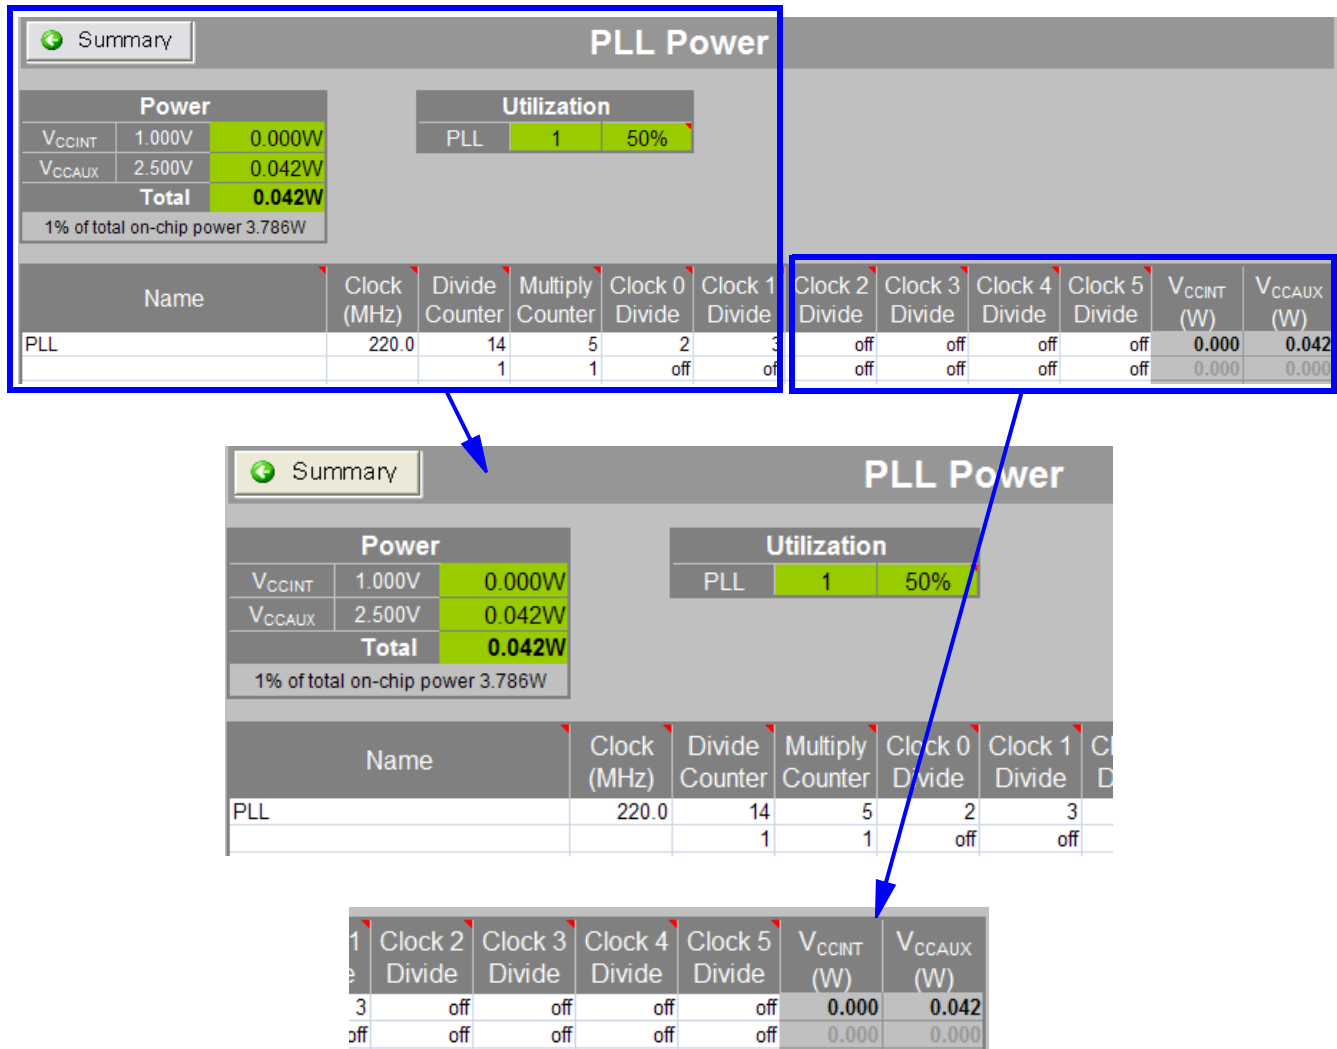 Summary
PLL Power
Power
Utilization
VCCINT 1.000V 0.000W
PLL 1 50%
VCCAUX 2.500V 0.042W
Total 0.042W
1% of total on-chip power 3.786W
Name Clock (MHz) Divide Counter Multiply Counter Clock 0 Divide Clock 1 Divide Clock 2 Divide Clock 3 Divide Clock 4 Divide Clock 5 Divide VCCINT (W) VCCAUX (W)
PLL 220.0 14 5 2 3 off off off off 0.000 0.042
1 1 off of off off off off 0.000 0.000
Summary
PLL Power
Power
Utilization
VCCINT 1.000V 0.000W
PLL 1 50%
VCCAUX 2.500V 0.042W
Total 0.042W
1% of total on-chip power 3.786W
Name Clock (MHz) Divide Counter Multiply Counter Clock 0 Divide Clock 1 Divide
PLL 220.0 14 5 2 3
1 1 off off
1 Clock 2 Divide Clock 3 Divide Clock 4 Divide Clock 5 Divide VCCINT (W) VCCAUX (W)
3 off off off off 0.000 0.042
off off off off off 0.000 0.000